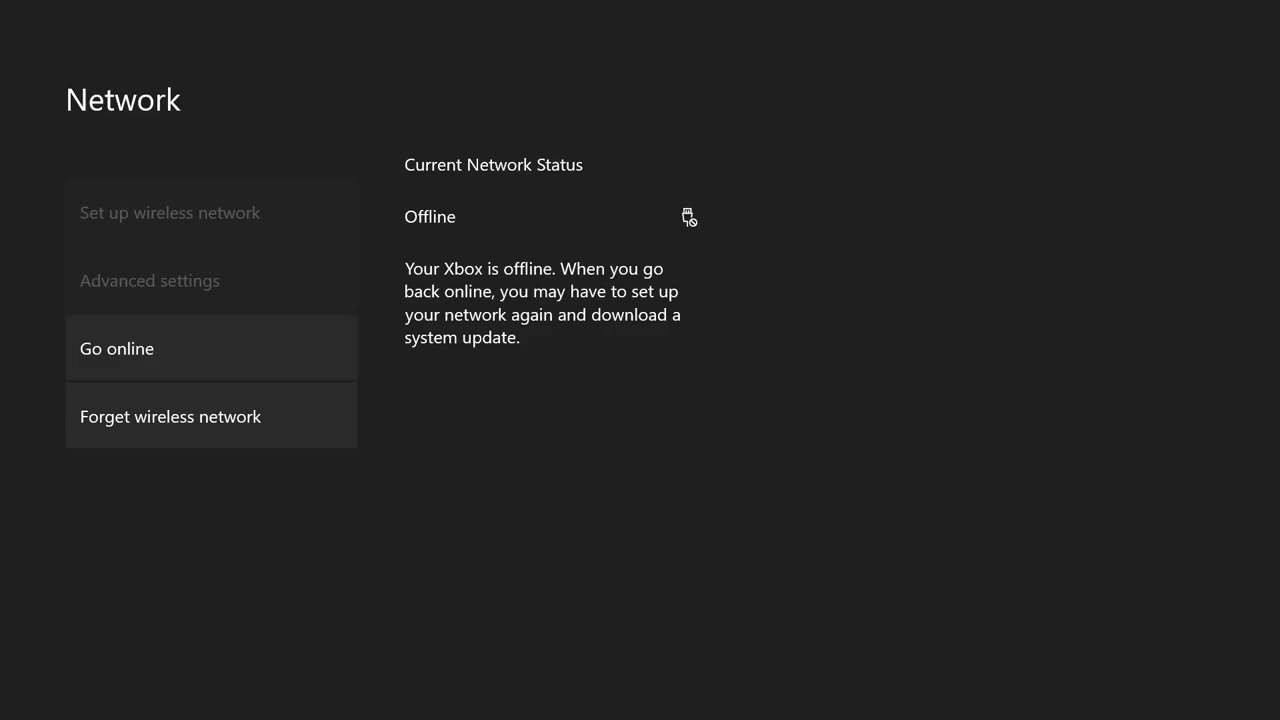 Network
Set up wireless network
Advanced settings
Go online
Forget wireless network
Current Network Status
Offline
Your Xbox is offline. When you go
back online, you may have to set up
your network again and download a
system update.